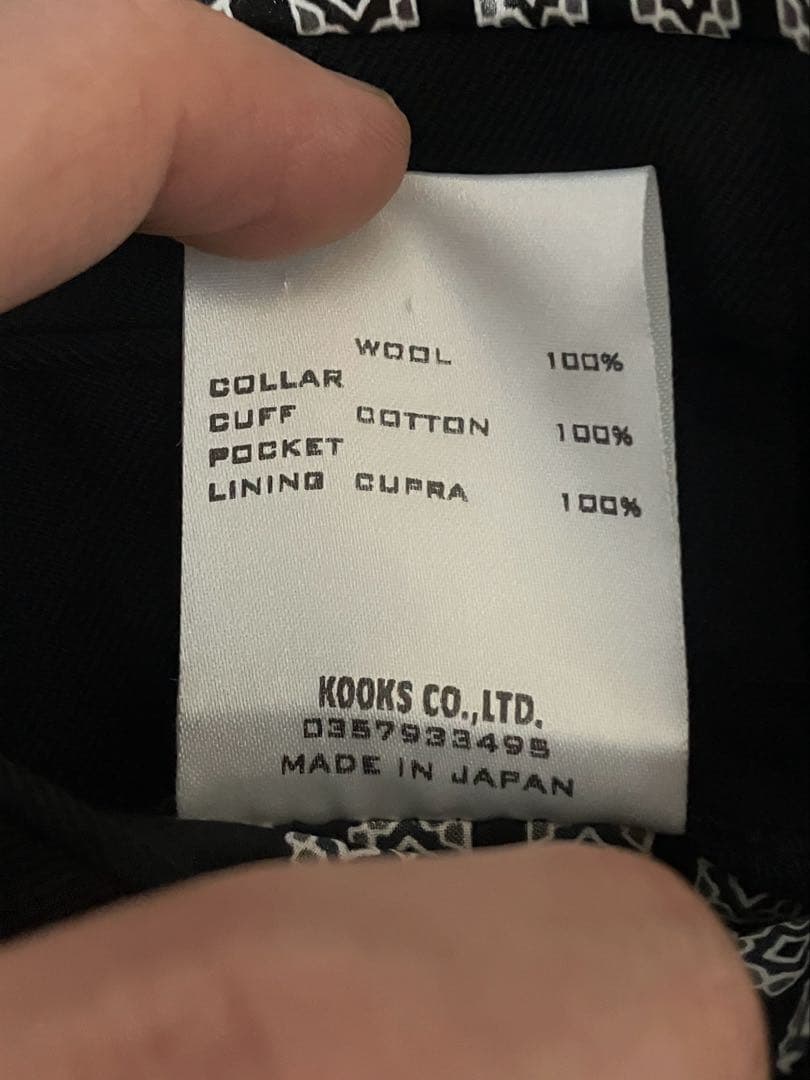 WOOL 100%
COLLAR
CUFF COTTON 100%
POCKET
LINING CUPRA 100%
KOOKS CO.,LTD.
0357933495
MADE IN JAPAN